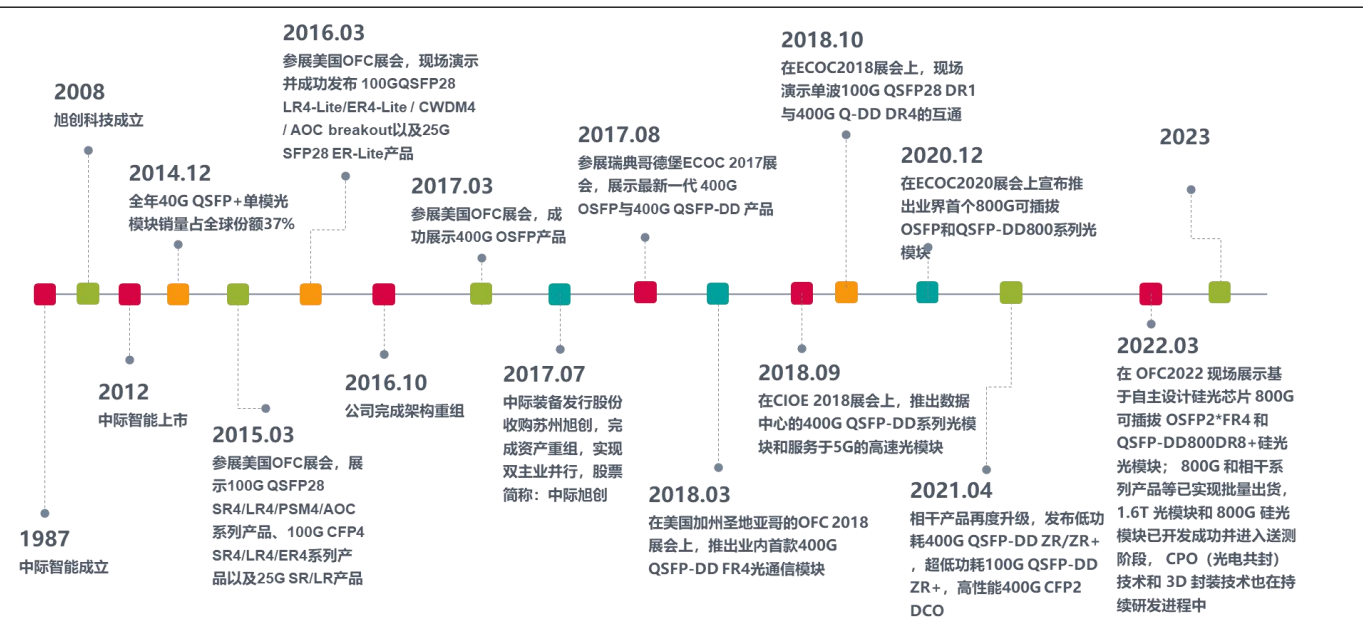 2008
旭创科技成立
2014.12
全年40G QSFP+单模光
模块销量占全球份额37%
2016.03
参展美国OFC展会，现场演示
并成功发布 100GQSFP28
LR4-Lite/ER4-Lite / CWDM4
/ AOC breakout以及25G
SFP28 ER-Lite产品
2017.03
参展美国OFC展会，成
功展示400G OSFP产品
2017.08
参展瑞典哥德堡ECOC 2017展
会，展示最新一代 400G
OSFP与400G QSFP-DD 产品
2018.10
在ECOC2018展会上，现场
演示单波100G QSFP28 DR1
与400G Q-DD DR4的互通
2020.12
在ECOC2020展会上宣布推
出业界首个800G可插拔
OSFP和QSFP-DD800系列光
模块
2023
1987
中际智能成立
2012
中际智能上市
2015.03
参展美国OFC展会，展
示100G QSFP28
SR4/LR4/PSM4/AOC
系列产品、100G CFP4
SR4/LR4/ER4系列产
品以及25G SR/LR产品
2016.10
公司完成架构重组
2017.07
中际装备发行股份
收购苏州旭创，完
成资产重组，实现
双主业并行，股票
简称：中际旭创
2018.03
在美国加州圣地亚哥的OFC 2018
展会上，推出业内首款400G
QSFP-DD FR4光通信模块
2018.09
在CIOE 2018展会上，推出数据
中心的400G QSFP-DD系列光模
块和服务于5G的高速光模块
2021.04
相干产品再度升级，发布低功
耗400G QSFP-DD ZR/ZR+
，超低功耗100G QSFP-DD
ZR+，高性能400G CFP2
DCO
2022.03
在 OFC2022 现场展示基
于自主设计硅光芯片 800G
可插拔 OSFP2*FR4 和
QSFP-DD800DR8+硅光
光模块； 800G 和相干系
列产品等已实现批量出货，
1.6T 光模块和 800G 硅光
模块已开发成功并进入送测
阶段， CPO（光电共封）
技术和 3D 封装技术也在持
续研发进程中